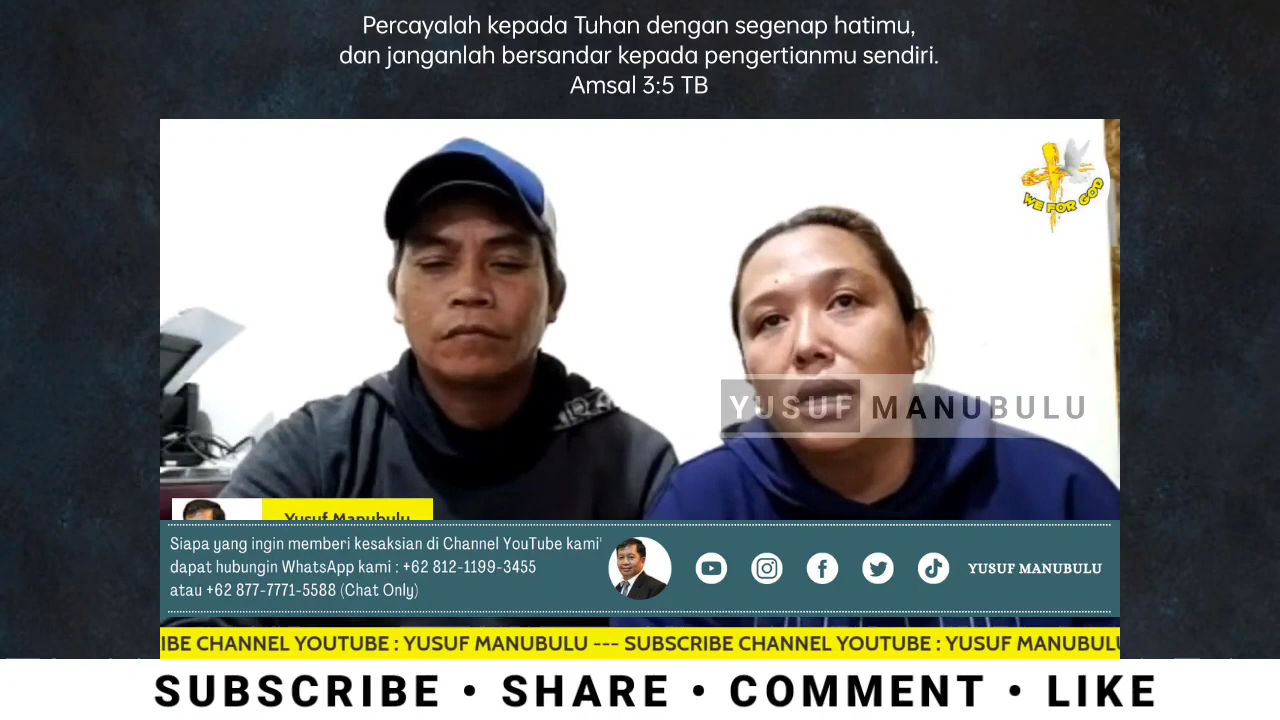 Percayalah kepada Tuhan dengan segenap hatimu,
dan janganlah bersandar kepada pengertianmu sendiri.
Amsal 3:5 TB
WE FOR GOD
YUSUF MANUBULU
Yusuf Manubulu
Siapa yang ingin memberi kesaksian di Channel YouTube kami'
dapat hubungin WhatsApp kami : +62 812-1199-3455
atau +62 877-7771-5588 (Chat Only)
YUSUF MANUBULU
IBE CHANNEL YOUTUBE : YUSUF MANUBULU --- SUBSCRIBE CHANNEL YOUTUBE : YUSUF MANUBULU
SUBSCRIBE • SHARE • COMMENT • LIKE